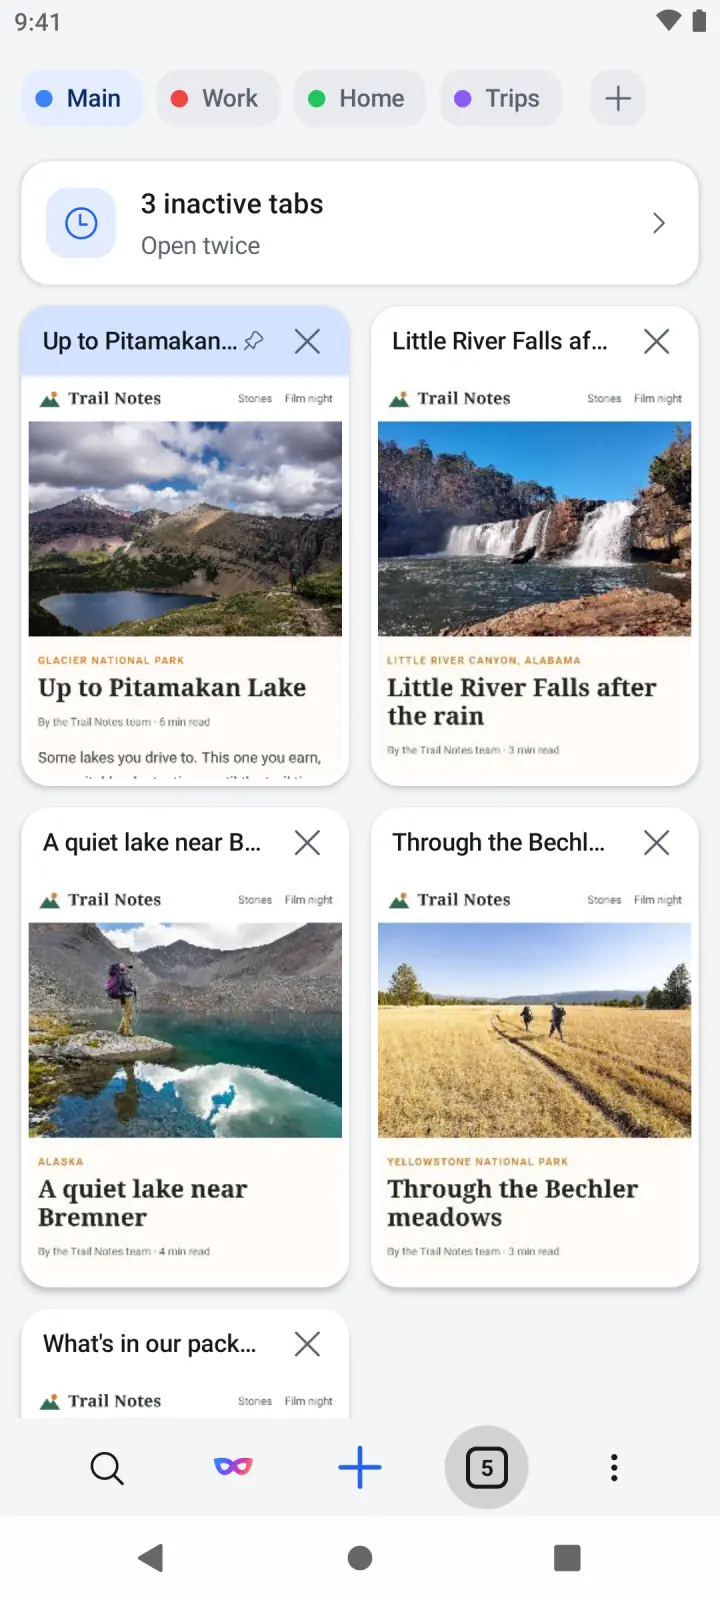 9:41
Main
Work
Home
Trips
3 inactive tabs
Open twice
Up to Pitamakan...
Little River Falls af...
Trail Notes
Stories Film night
Trail Notes
Stories Film night
GLACIER NATIONAL PARK
Up to Pitamakan Lake
By the Trail Notes team · 6 min read
Some lakes you drive to. This one you earn,
LITTLE RIVER CANYON, ALABAMA
Little River Falls after
the rain
By the Trail Notes team · 3 min read
A quiet lake near B...
Through the Bechl...
Trail Notes
Stories Film night
Trail Notes
Stories Film night
ALASKA
A quiet lake near
Bremner
By the Trail Notes team · 4 min read
YELLOWSTONE NATIONAL PARK
Through the Bechler
meadows
By the Trail Notes team · 3 min read
What's in our pack...
Trail Notes
Stories Film night
5